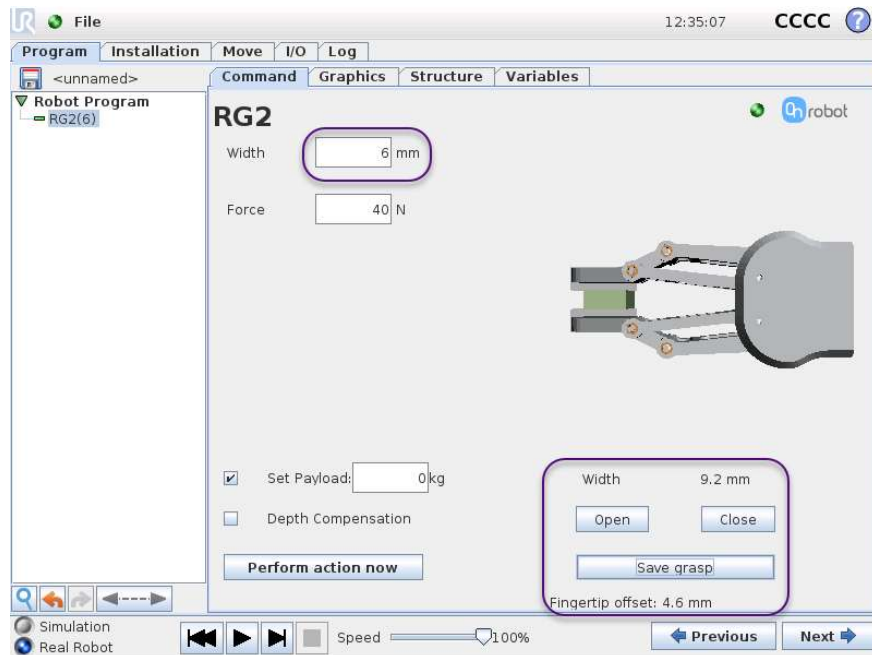 UR File 12:35:07 CCCC ?
Program Installation Move I/O Log
<unnamed> Command Graphics Structure Variables
Robot Program
RG2(6)
RG2
On robot
Width 6 mm
Force 40 N
Set Payload: 0 kg
Width 9.2 mm
Depth Compensation
Open Close
Perform action now
Save grasp
Fingertip offset: 4.6 mm
Simulation
Real Robot
Speed 100%
Previous Next